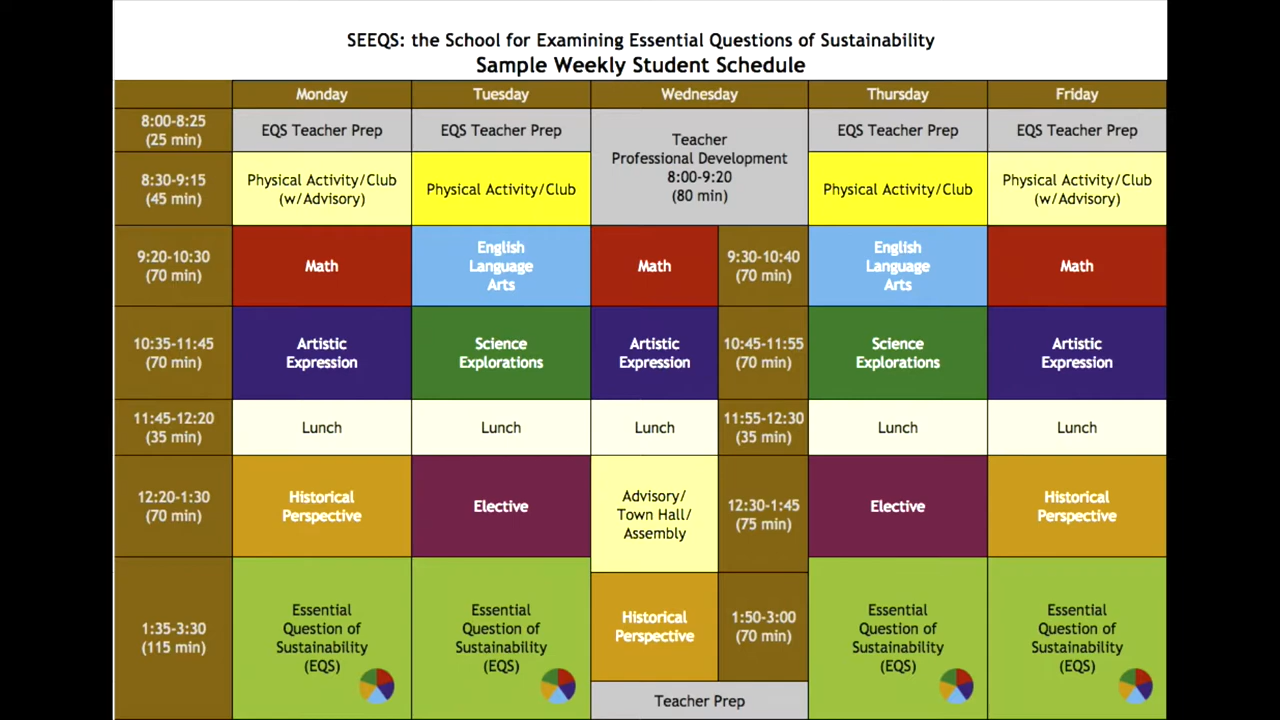 SEEQS: the School for Examining Essential Questions of Sustainability
Sample Weekly Student Schedule
Monday
Tuesday
Wednesday
Thursday
Friday
8:00-8:25
(25 min)
EQS Teacher Prep
EQS Teacher Prep
Teacher
Professional Development
8:00-9:20
(80 min)
EQS Teacher Prep
EQS Teacher Prep
8:30-9:15
(45 min)
Physical Activity/Club
(w/Advisory)
Physical Activity/Club
Physical Activity/Club
Physical Activity/Club
(w/Advisory)
9:20-10:30
(70 min)
Math
English
Language
Arts
Math
9:30-10:40
(70 min)
English
Language
Arts
Math
10:35-11:45
(70 min)
Artistic
Expression
Science
Explorations
Artistic
Expression
10:45-11:55
(70 min)
Science
Explorations
Artistic
Expression
11:45-12:20
(35 min)
Lunch
Lunch
Lunch
11:55-12:30
(35 min)
Lunch
Lunch
12:20-1:30
(70 min)
Historical
Perspective
Elective
Advisory/
Town Hall/
Assembly
12:30-1:45
(75 min)
Elective
Historical
Perspective
1:35-3:30
(115 min)
Essential
Question of
Sustainability
(EQS)
Essential
Question of
Sustainability
(EQS)
Historical
Perspective
1:50-3:00
(70 min)
Teacher Prep
Essential
Question of
Sustainability
(EQS)
Essential
Question of
Sustainability
(EQS)